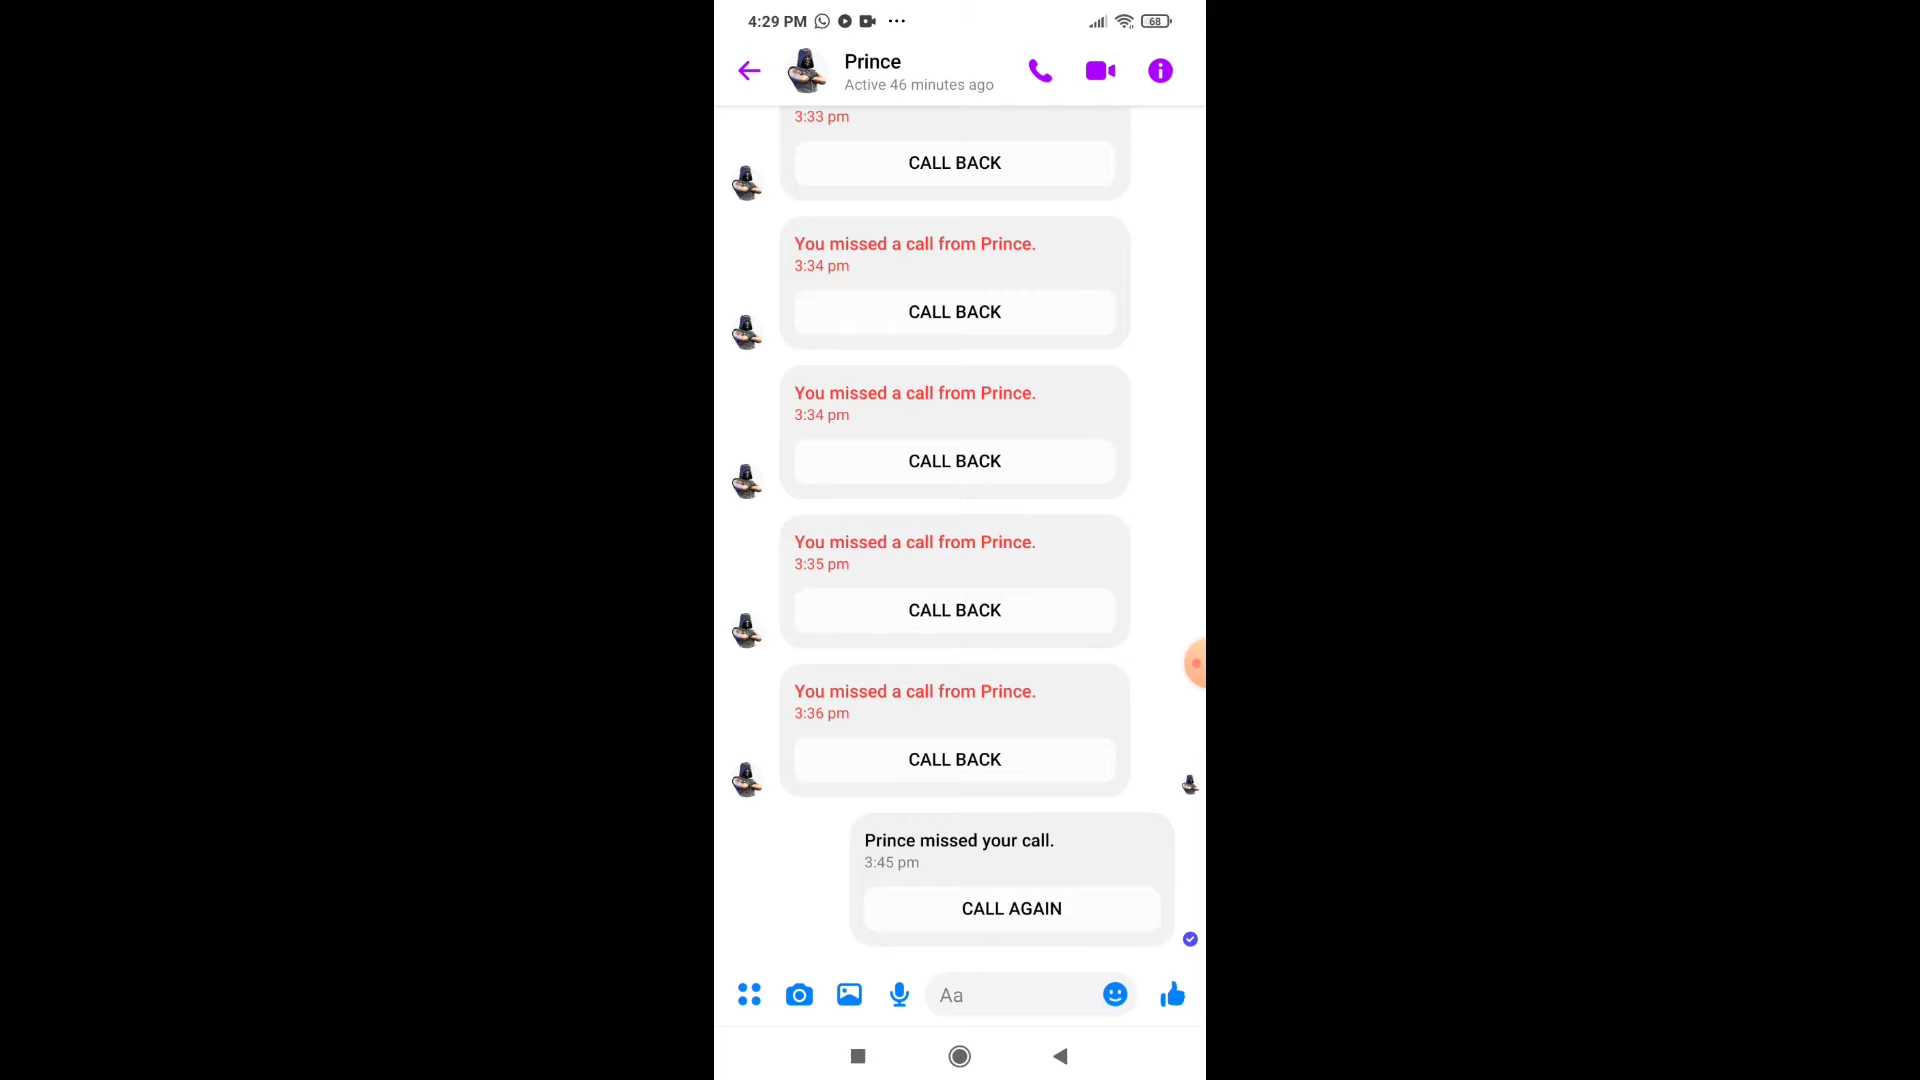 4:29 PM
68
Prince
Active 46 minutes ago
3:33 pm
CALL BACK
You missed a call from Prince.
3:34 pm
CALL BACK
You missed a call from Prince.
3:34 pm
CALL BACK
You missed a call from Prince.
3:35 pm
CALL BACK
You missed a call from Prince.
3:36 pm
CALL BACK
Prince missed your call.
3:45 pm
CALL AGAIN
Aa